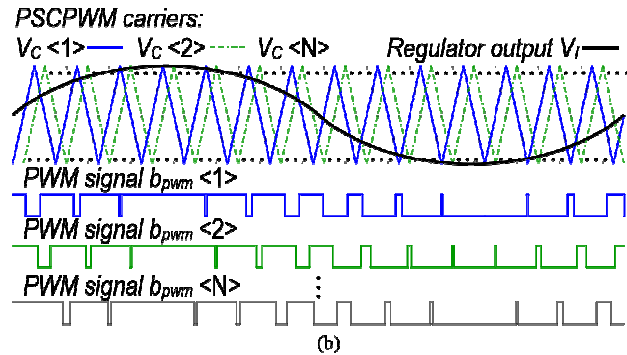 PSCPWM carriers:
VC <1> VC <2> VC <N> Regulator output VI
PWM signal bpwm <1>
PWM signal bpwm <2>
PWM signal bpwm <N>
(b)